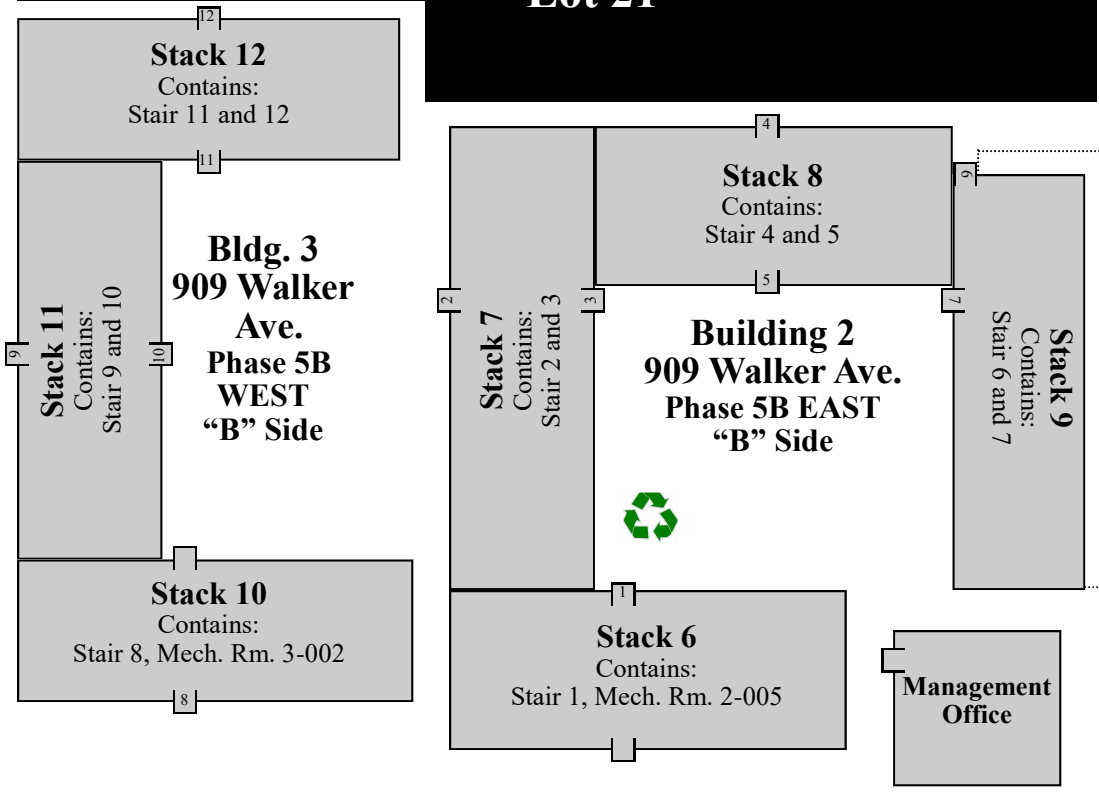 Lot 21
12
Stack 12
Contains:
Stair 11 and 12
11
4
Stack 8
Contains:
Stair 4 and 5
5
6
7
Stack 9
Contains:
Stair 6 and 7
Bldg. 3
909 Walker
Ave.
Phase 5B
WEST
“B” Side
9
Stack 11
Contains:
Stair 9 and 10
10
2
Stack 7
Contains:
Stair 2 and 3
3
Building 2
909 Walker Ave.
Phase 5B EAST
“B” Side
Stack 10
Contains:
Stair 8, Mech. Rm. 3-002
8
1
Stack 6
Contains:
Stair 1, Mech. Rm. 2-005
Management
Office